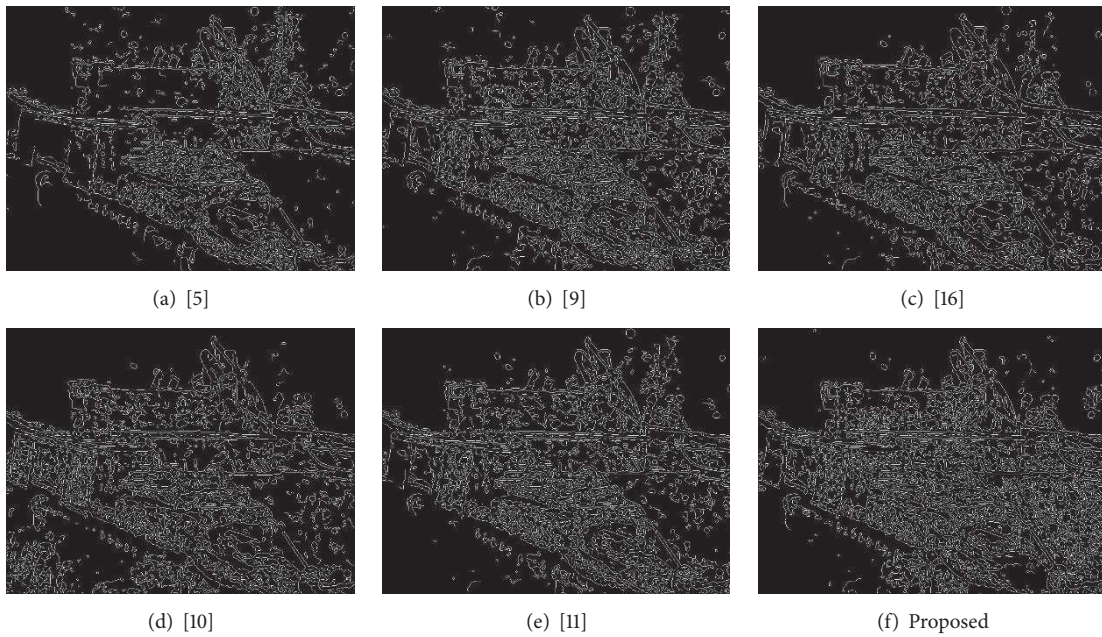 (a) [5]
(b) [9]
(c) [16]
(d) [10]
(e) [11]
(f) Proposed